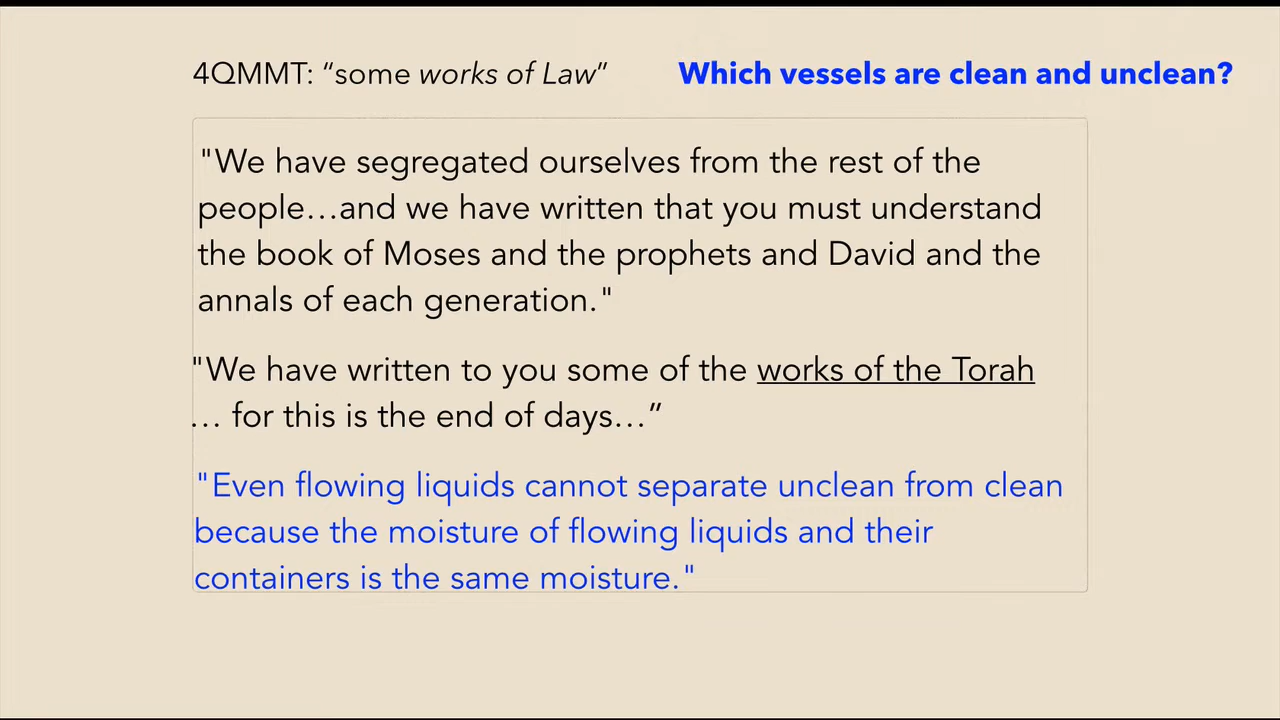 4QMMT: “some works of Law”
Which vessels are clean and unclean?
"We have segregated ourselves from the rest of the
people…and we have written that you must understand
the book of Moses and the prophets and David and the
annals of each generation."
"We have written to you some of the works of the Torah
… for this is the end of days…”
"Even flowing liquids cannot separate unclean from clean
because the moisture of flowing liquids and their
containers is the same moisture."